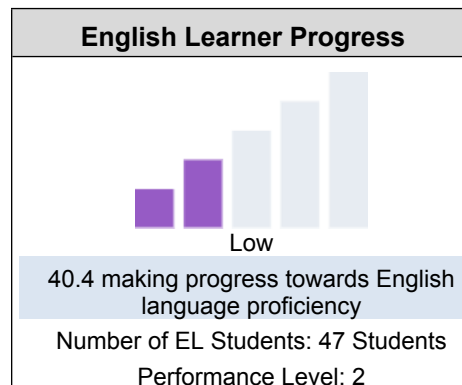 English Learner Progress
Low
40.4 making progress towards English
language proficiency
Number of EL Students: 47 Students
Performance Level: 2